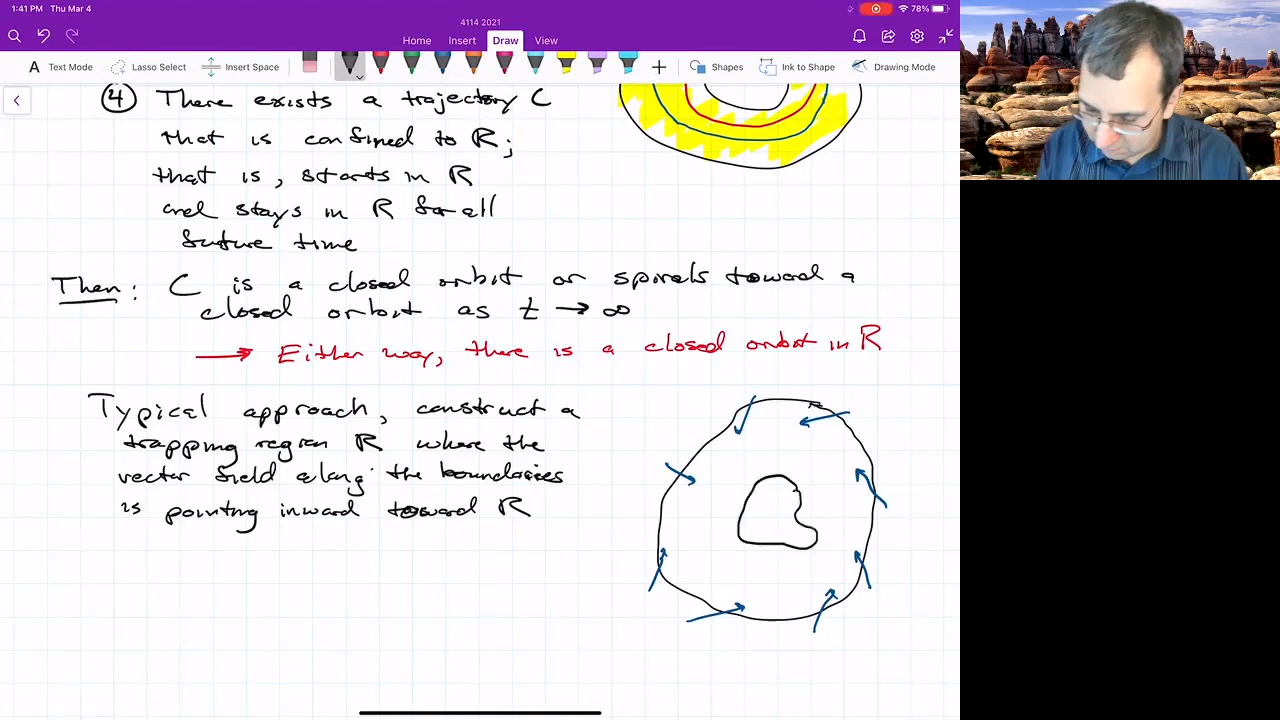 1:41 PM Thu Mar 4
78%
4114 2021
Home Insert Draw View
Text Mode Lasso Select Insert Space Shapes Ink to Shape Drawing Mode
④ There exists a trajectory C
that is confined to R;
that is, starts in R
and stays in R for all
future time
Then: C is a closed orbit or spirals toward a
closed orbit as t → ∞
→ Either way, there is a closed orbit in R
Typical approach, construct a
trapping region R where the
vector field along the boundaries
is pointing inward toward R